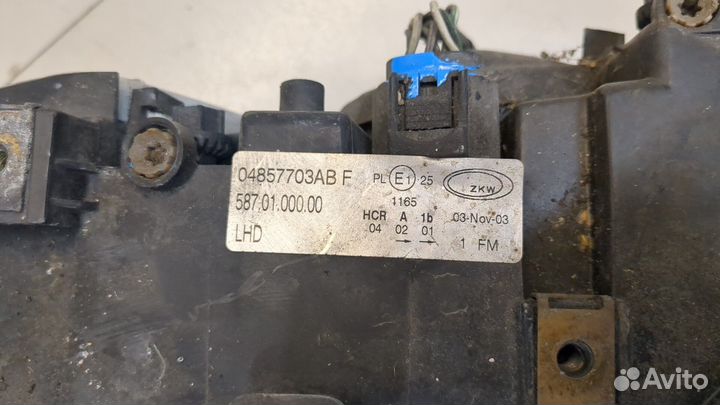 04857703AB F
587.01.000.00
LHD
PL E1 25
1165
HCR A 1b
04 02 01
→ →
ZKW
03-Nov-03
1 FM
Avito